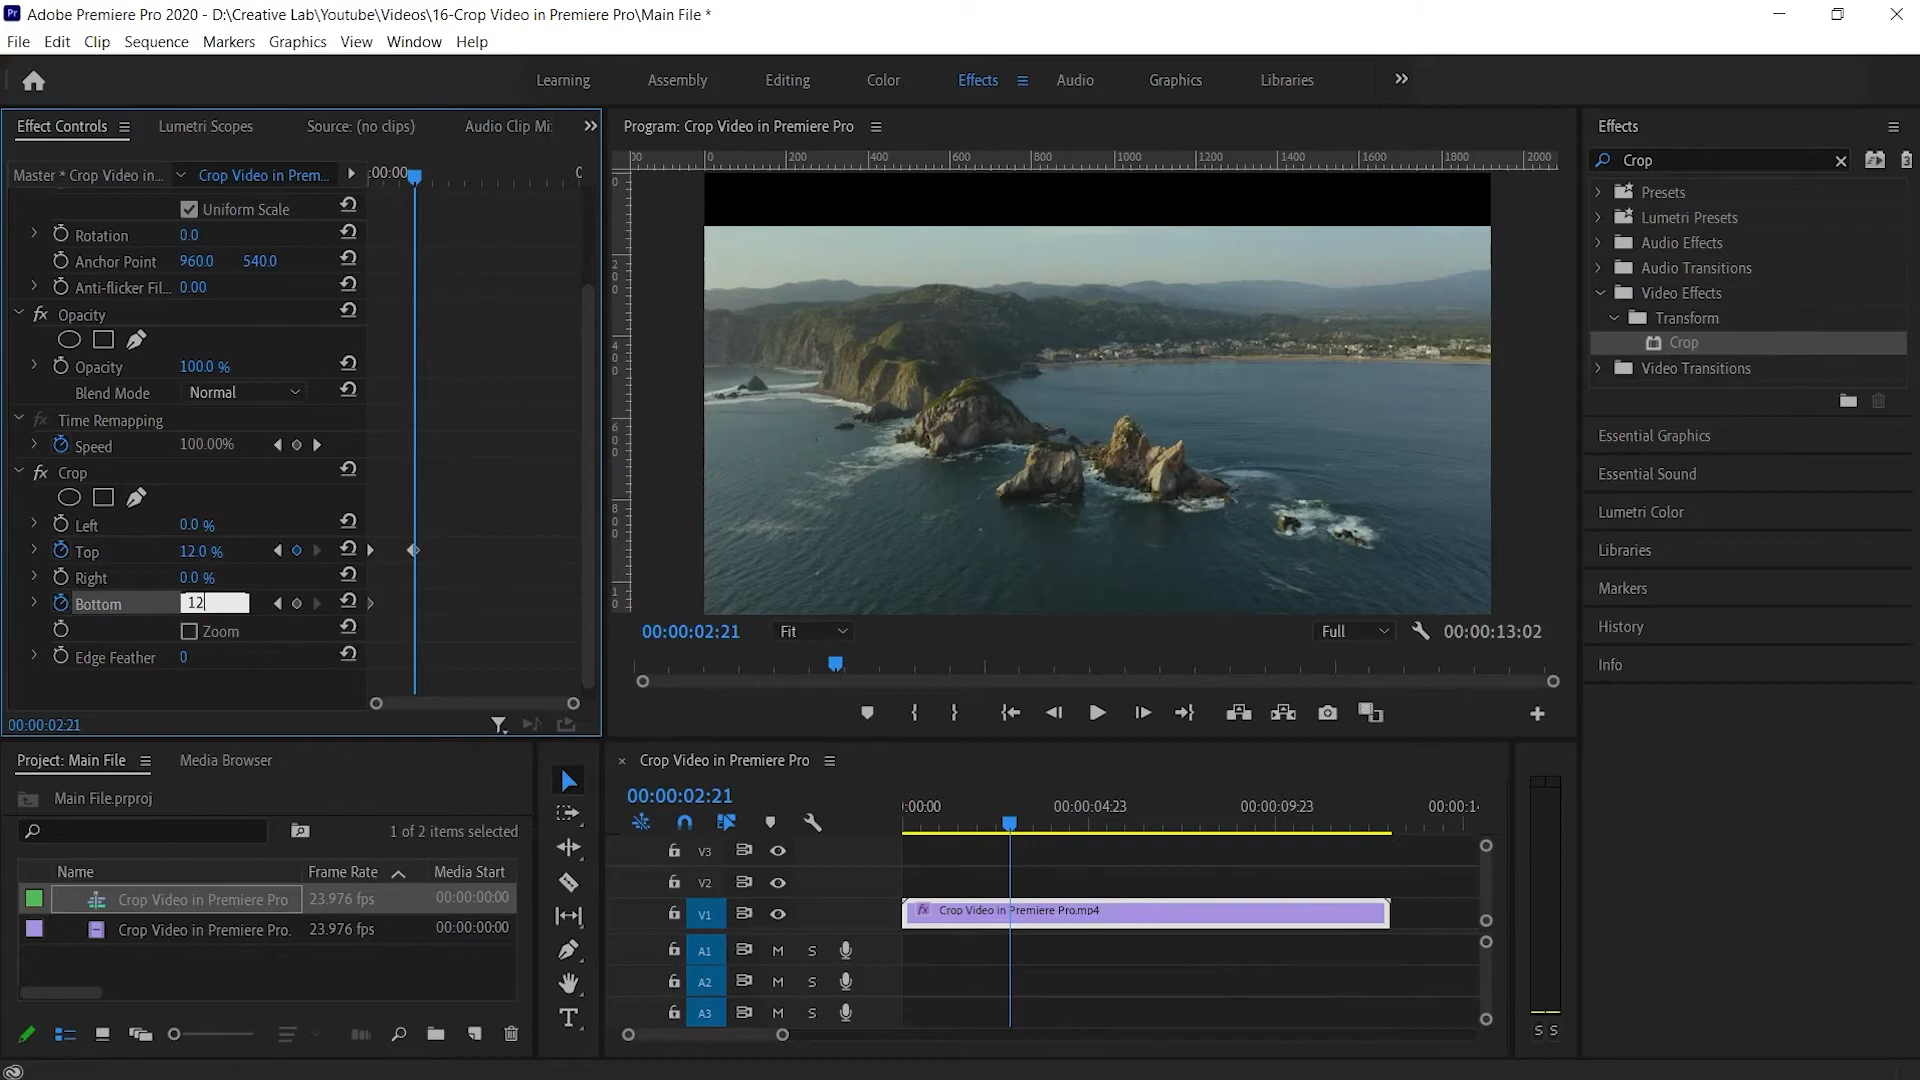 Adobe Premiere Pro 2020 - D:\Creative Lab\Youtube\Videos\16-Crop Video in Premiere Pro\Main File *
File Edit Clip Sequence Markers Graphics View Window Help
Learning Assembly Editing Color Effects Audio Graphics Libraries
Effect Controls Lumetri Scopes Source: (no clips) Audio Clip Mi:
Master * Crop Video in... Crop Video in Prem... :00:00 0
Uniform Scale
Rotation 0.0
Anchor Point 960.0 540.0
Anti-flicker Fil... 0.00
fx Opacity
Opacity 100.0 %
Blend Mode Normal
fx Time Remapping
Speed 100.00%
fx Crop
Left 0.0 %
Top 12.0 %
Right 0.0 %
Bottom 12
Zoom
Edge Feather 0
00:00:02:21
Program: Crop Video in Premiere Pro
00 0 200 400 600 800 1000 1200 1400 1600 1800 2000
0
200
400
600
800
10
00:00:02:21 Fit Full 00:00:13:02
Effects
Crop
Presets
Lumetri Presets
Audio Effects
Audio Transitions
Video Effects
Transform
Crop
Video Transitions
Essential Graphics
Essential Sound
Lumetri Color
Libraries
Markers
History
Info
Project: Main File Media Browser
Main File.prproj
1 of 2 items selected
Name Frame Rate Media Start
Crop Video in Premiere Pro 23.976 fps 00:00:00:00
Crop Video in Premiere Pro. 23.976 fps 00:00:00:00
T
× Crop Video in Premiere Pro
00:00:02:21
:00:00 00:00:04:23 00:00:09:23 00:00:14
V3
V2
V1 fx Crop Video in Premiere Pro.mp4
A1 M S
A2 M S
A3 M S
S S